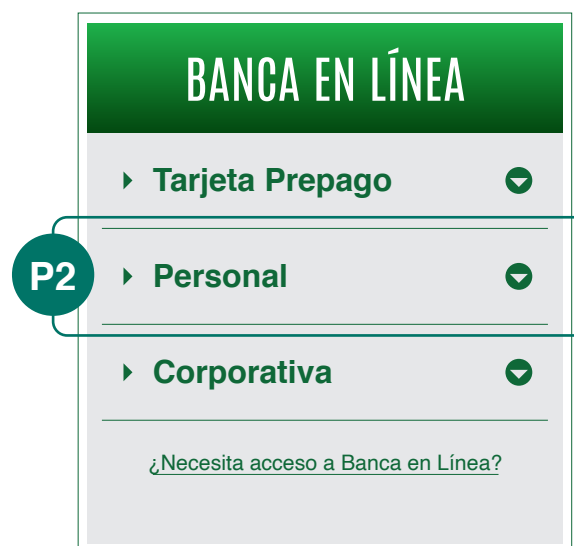 BANCA EN LÍNEA
Tarjeta Prepago
P2
Personal
Corporativa
¿Necesita acceso a Banca en Línea?